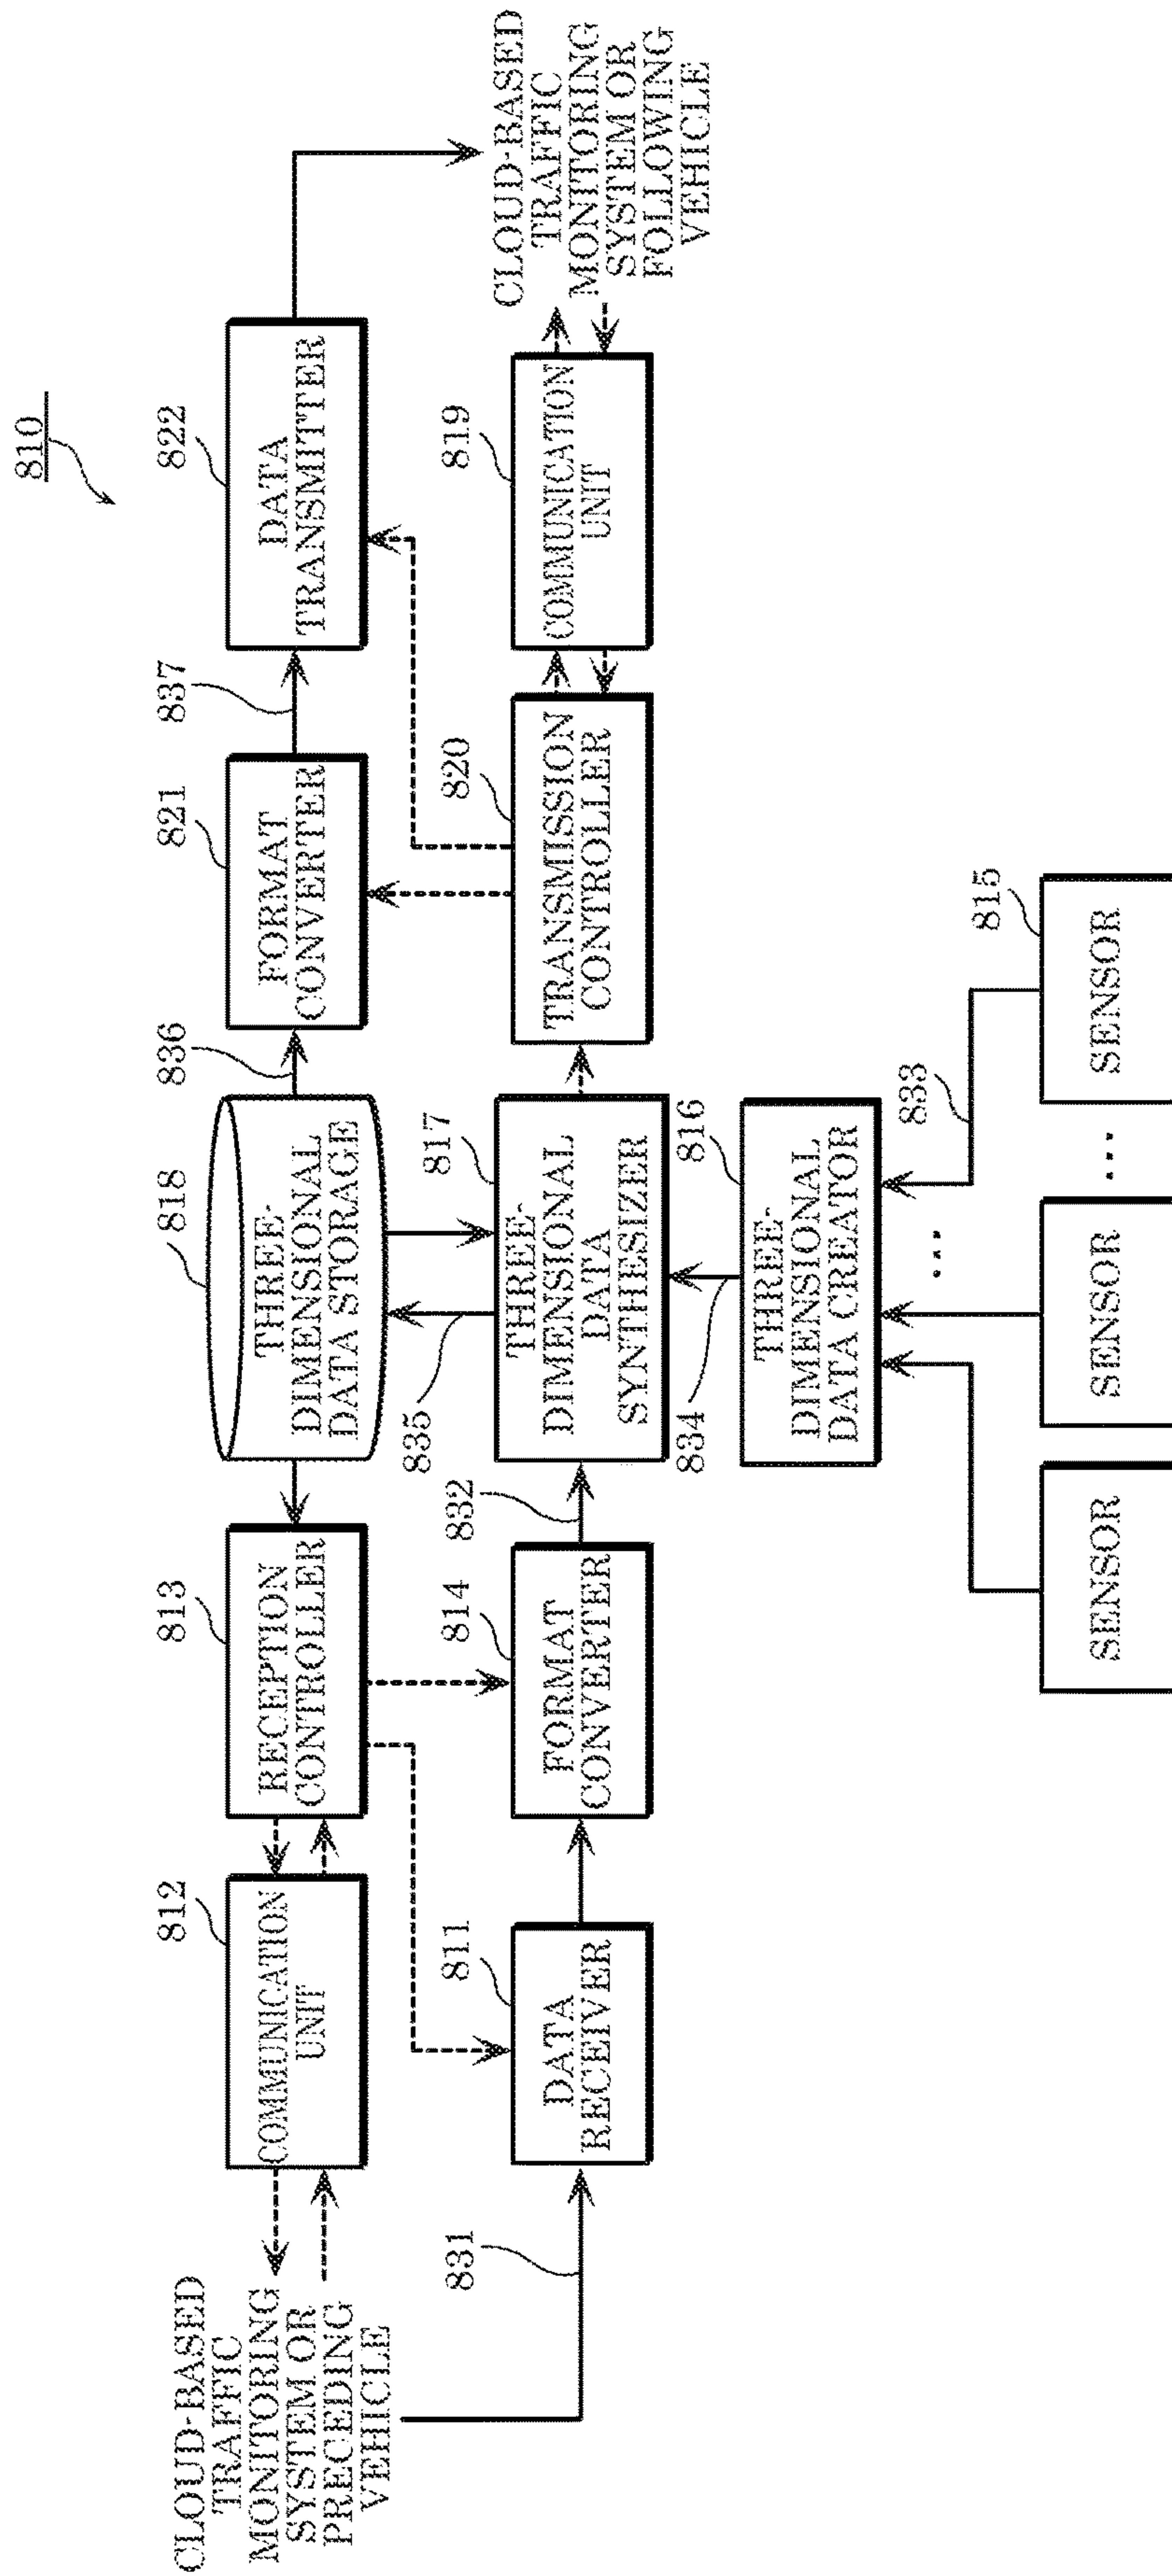 810
CLOUD-BASED
TRAFFIC
MONITORING
SYSTEM OR
PRECEDING
VEHICLE
812
COMMUNICATION
UNIT
813
RECEPTION
CONTROLLER
818
THREE-
DIMENSIONAL
DATA STORAGE
836
821
FORMAT
CONVERTER
837
822
DATA
TRANSMITTER
CLOUD-BASED
TRAFFIC
MONITORING
SYSTEM OR
FOLLOWING
VEHICLE
831
811
DATA
RECEIVER
814
FORMAT
CONVERTER
832
835
817
THREE-
DIMENSIONAL
DATA
SYNTHESIZER
820
TRANSMISSION
CONTROLLER
819
COMMUNICATION
UNIT
834
816
THREE-
DIMENSIONAL
DATA CREATOR
...
833
815
SENSOR
SENSOR
...
SENSOR